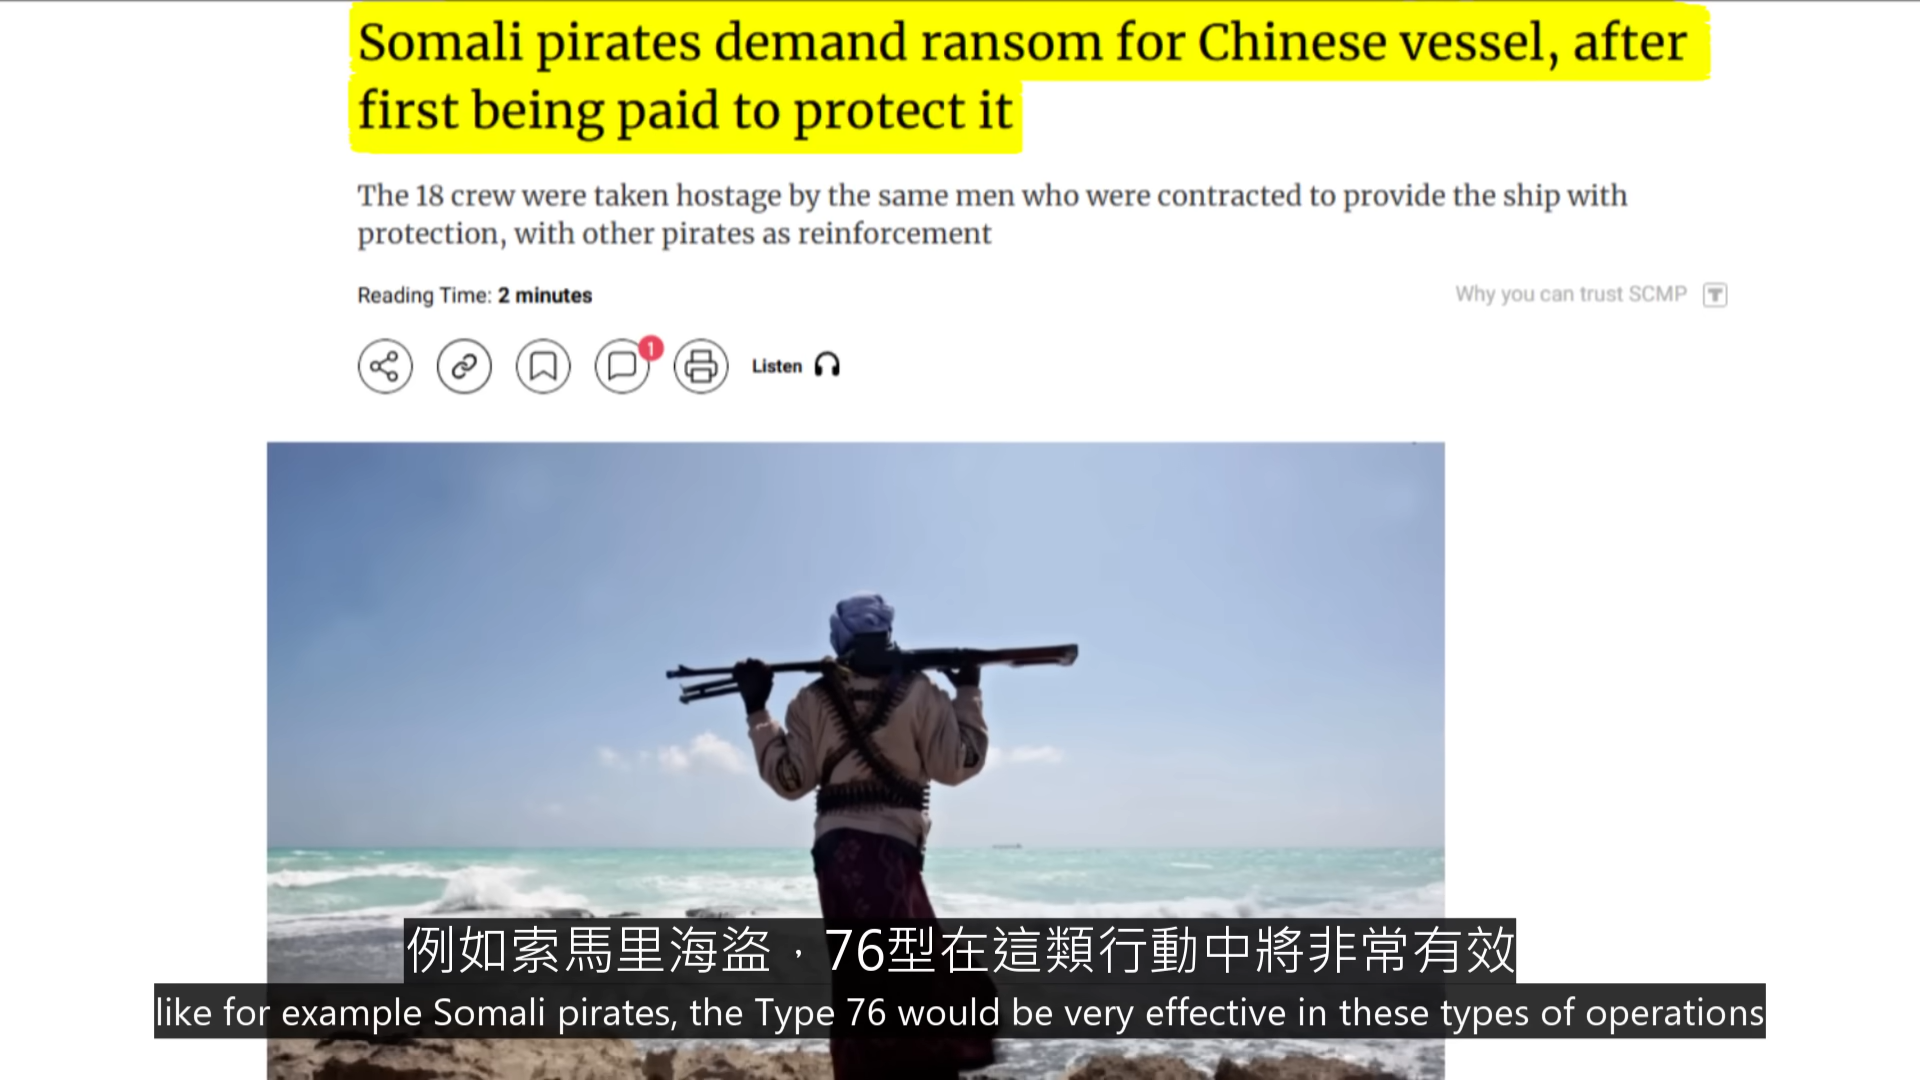 Somali pirates demand ransom for Chinese vessel, after
first being paid to protect it
The 18 crew were taken hostage by the same men who were contracted to provide the ship with
protection, with other pirates as reinforcement
Reading Time: 2 minutes
Why you can trust SCMP T
1
Listen
例如索馬里海盜，76型在這類行動中將非常有效
like for example Somali pirates, the Type 76 would be very effective in these types of operations